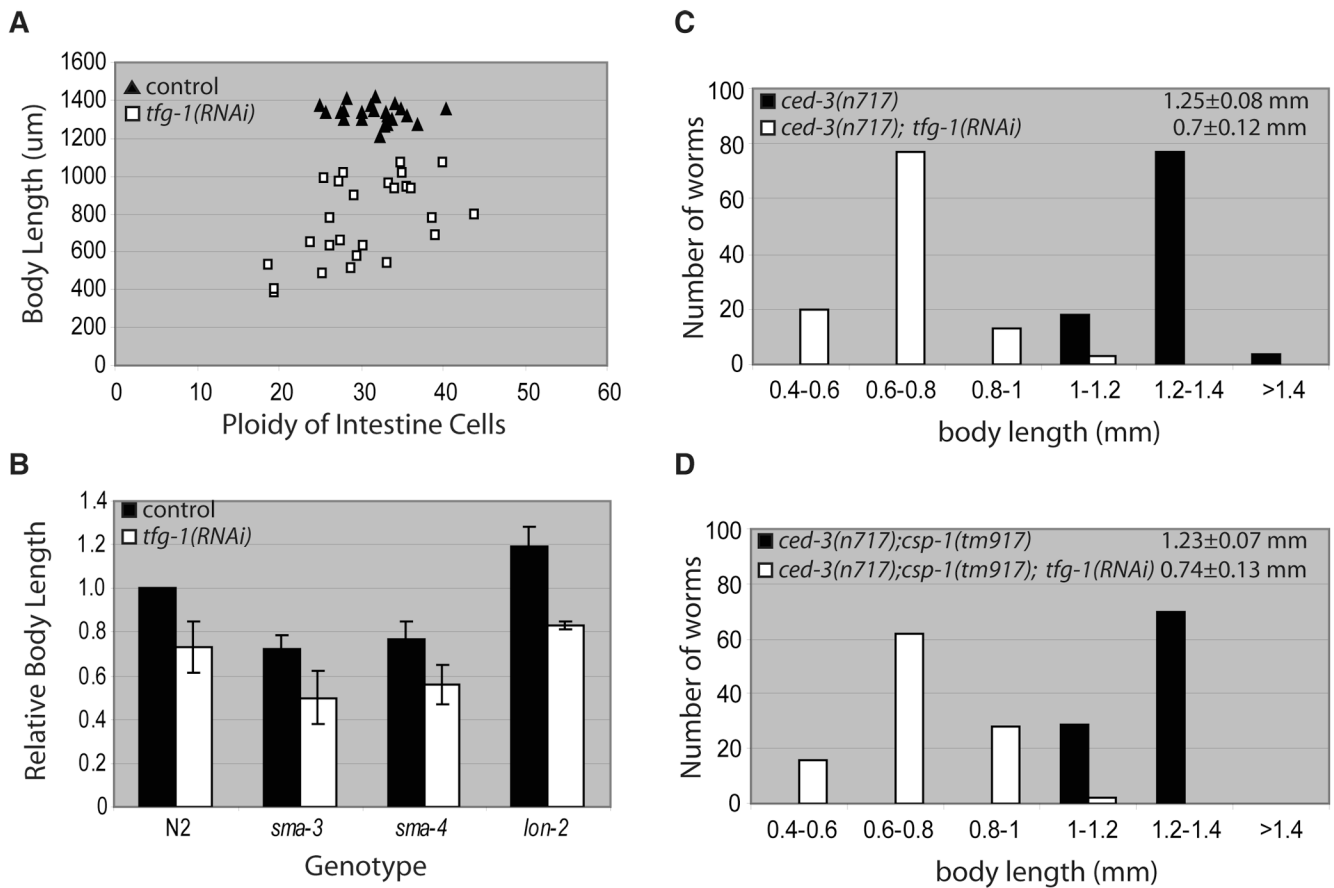 A
1600
1400
1200
1000
800
600
400
200
0
Body Length (um)
control
tfg-1(RNAi)
0 10 20 30 40 50 60
Ploidy of Intestine Cells
B
1.4
1.2
1.0
0.8
0.6
0.4
0.2
0
Relative Body Length
control
tfg-1(RNAi)
N2 sma-3 sma-4 lon-2
Genotype
C
100
80
60
40
20
0
Number of worms
ced-3(n717) 1.25±0.08 mm
ced-3(n717); tfg-1(RNAi) 0.7±0.12 mm
0.4-0.6 0.6-0.8 0.8-1 1-1.2 1.2-1.4 >1.4
body length (mm)
D
100
80
60
40
20
0
Number of worms
ced-3(n717);csp-1(tm917) 1.23±0.07 mm
ced-3(n717);csp-1(tm917); tfg-1(RNAi) 0.74±0.13 mm
0.4-0.6 0.6-0.8 0.8-1 1-1.2 1.2-1.4 >1.4
body length (mm)